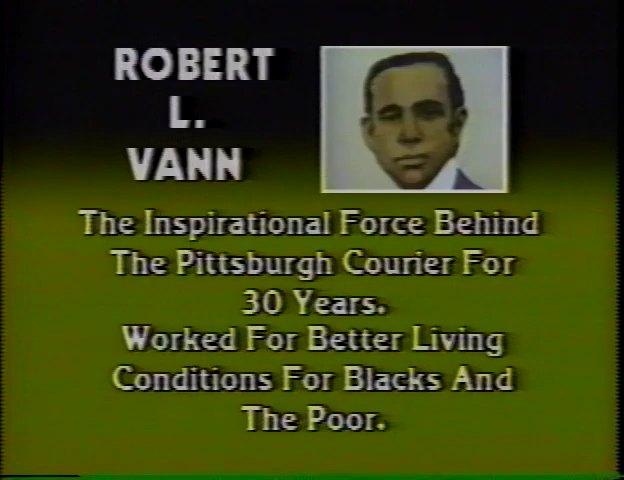 ROBERT
L.
VANN
The Inspirational Force Behind
The Pittsburgh Courier For
30 Years.
Worked For Better Living
Conditions For Blacks And
The Poor.